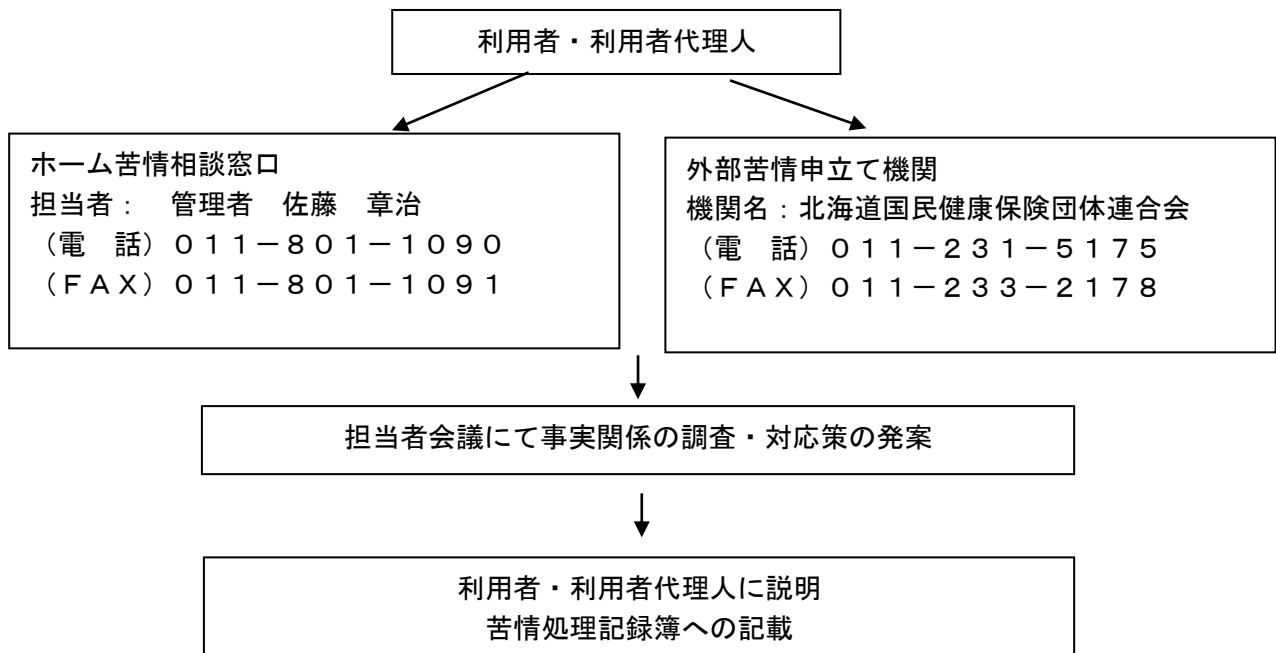 利用者・利用者代理人
ホーム苦情相談窓口
担当者：　管理者　佐藤　章治
（電　話）０１１－８０１－１０９０
（ＦＡＸ）０１１－８０１－１０９１
外部苦情申立て機関
機関名：北海道国民健康保険団体連合会
（電　話）０１１－２３１－５１７５
（ＦＡＸ）０１１－２３３－２１７８
担当者会議にて事実関係の調査・対応策の発案
利用者・利用者代理人に説明
苦情処理記録簿への記載